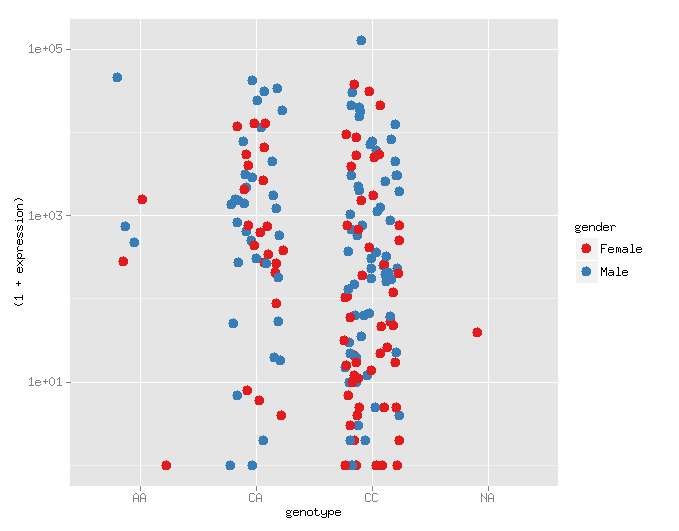 1e+05
1e+03
1e+01
(1 + expression)
AA CA CC NA
genotype
gender
Female
Male